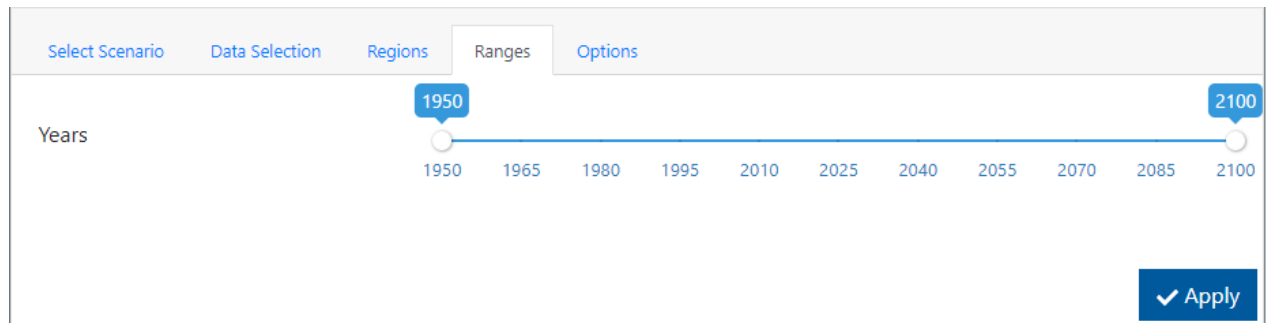 Select Scenario Data Selection Regions Ranges Options
1950 2100
Years
1950 1965 1980 1995 2010 2025 2040 2055 2070 2085 2100
Apply